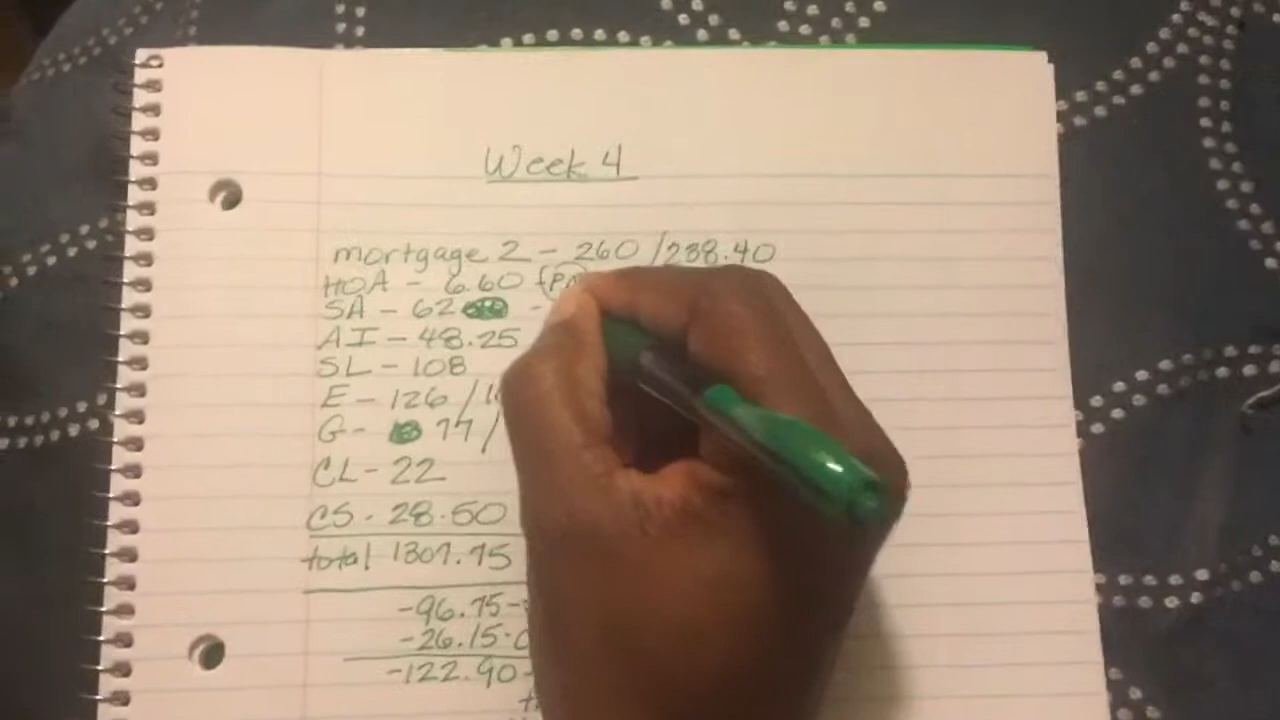 Week 4
mortgage 2 - 260 /238.40
HOA - 6.60
SA - 62 -
AI - 48.25
SL - 108
E - 126 /
G - 77 /
CL - 22
CS - 28.50
total 1307.75
-96.75-
-26.15-
-122.90-